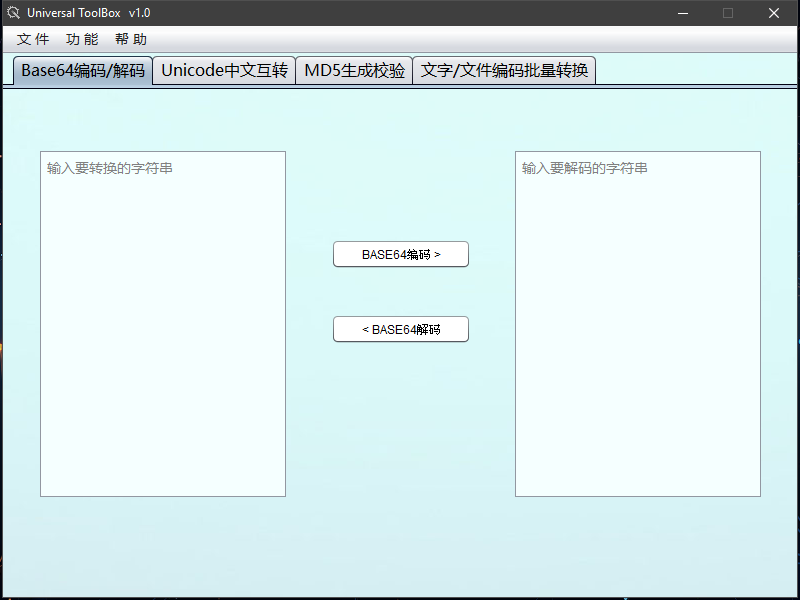 Universal ToolBox v1.0
文件 功能 帮助
Base64编码/解码 Unicode中文互转 MD5生成校验 文字/文件编码批量转换
输入要转换的字符串
输入要解码的字符串
BASE64编码 >
< BASE64解码